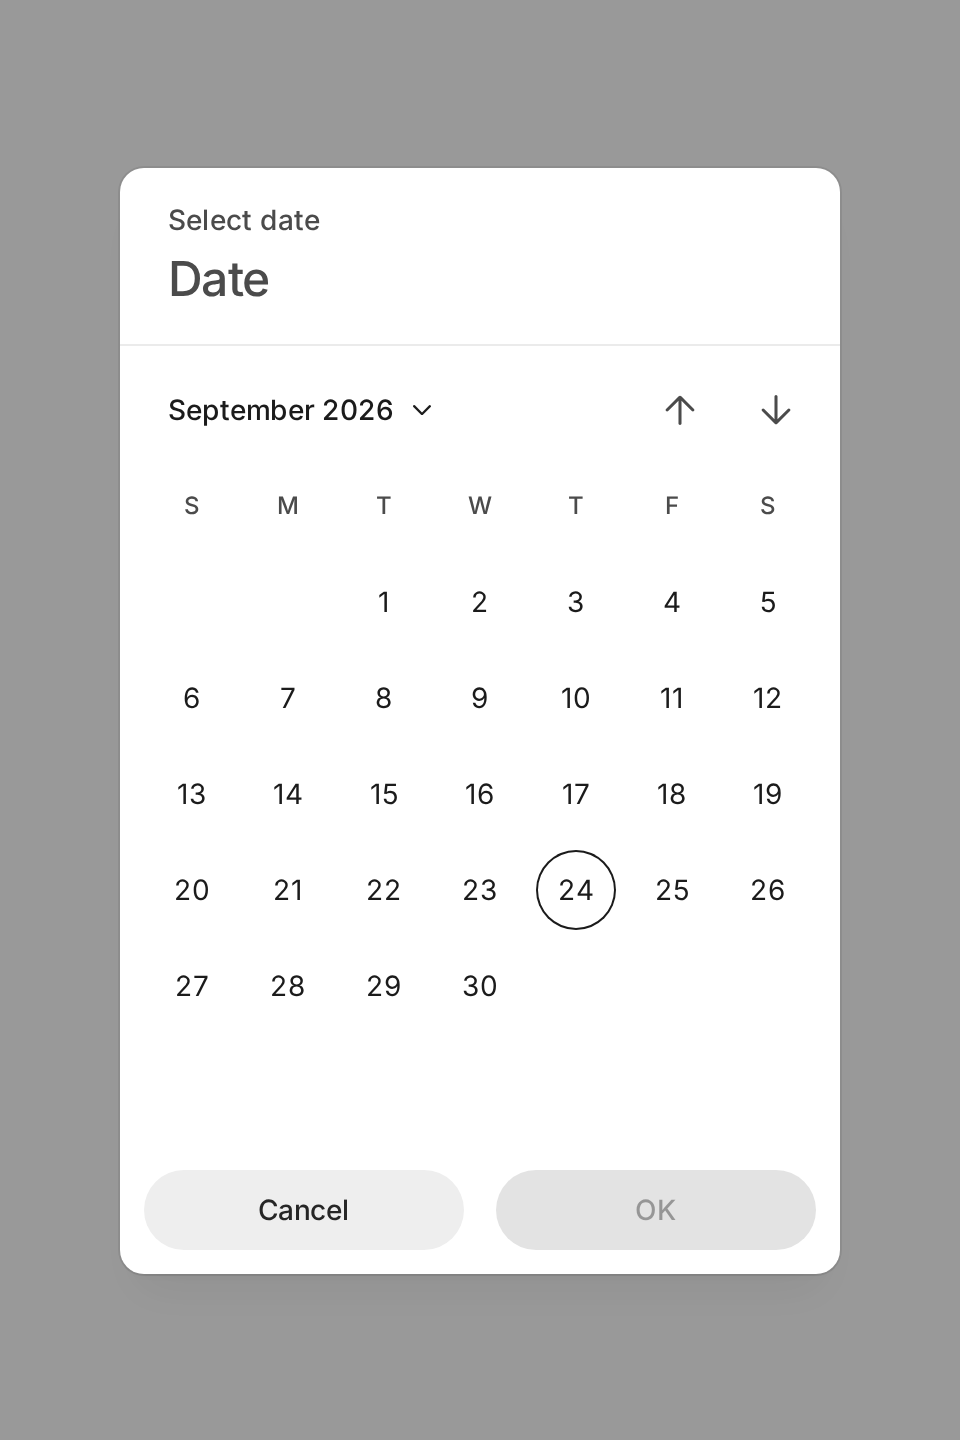 Select date
Date
September 2026
S M T W T F S
1 2 3 4 5
6 7 8 9 10 11 12
13 14 15 16 17 18 19
20 21 22 23 24 25 26
27 28 29 30
Cancel OK